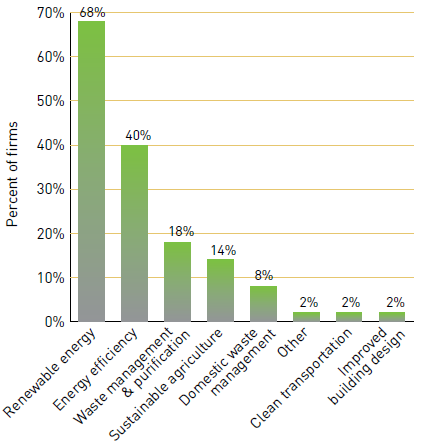 70%
60%
50%
40%
30%
20%
10%
0%
Percent of firms
68%
40%
18%
14%
8%
2%
2%
2%
Renewable energy
Energy efficiency
Waste management
& purification
Sustainable agriculture
Domestic waste
management
Other
Clean transportation
Improved
building design